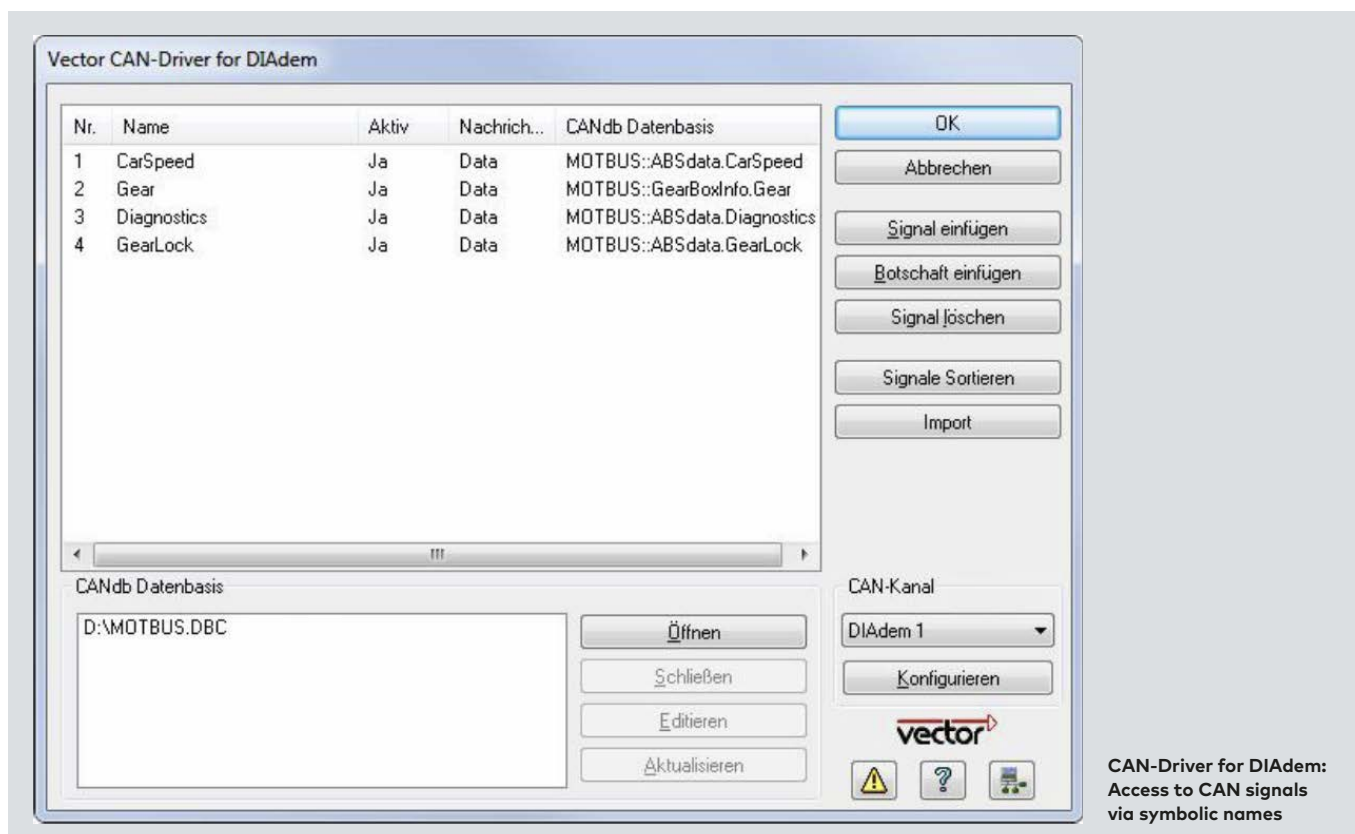 Vector CAN-Driver for DIAdem
Nr. Name Aktiv Nachrich... CANdb Datenbasis
1 CarSpeed Ja Data MOTBUS::ABSdata.CarSpeed
2 Gear Ja Data MOTBUS::GearBoxInfo.Gear
3 Diagnostics Ja Data MOTBUS::ABSdata.Diagnostics
4 GearLock Ja Data MOTBUS::ABSdata.GearLock
OK
Abbrechen
Signal einfügen
Botschaft einfügen
Signal löschen
Signale Sortieren
Import
CANdb Datenbasis
D:\MOTBUS.DBC
Öffnen
Schließen
Editieren
Aktualisieren
CAN-Kanal
DIAdem 1
Konfigurieren
vector
CAN-Driver for DIAdem:
Access to CAN signals
via symbolic names